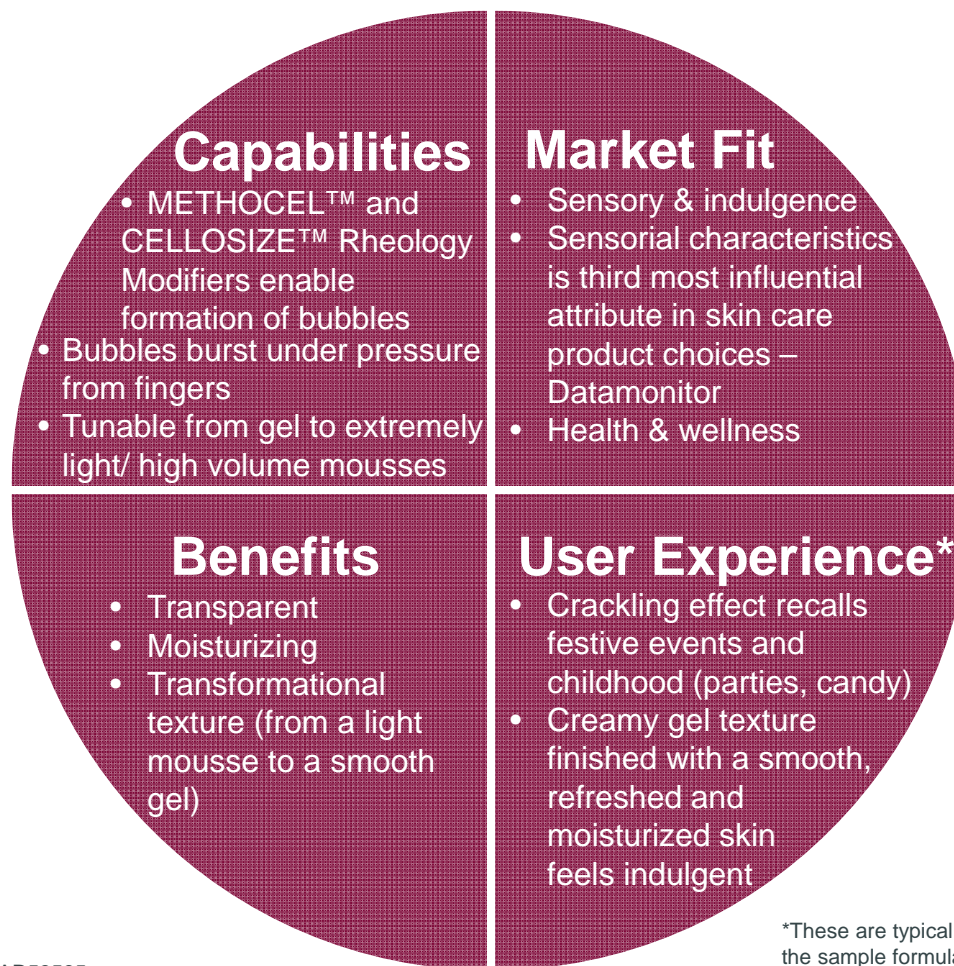 Capabilities
• METHOCEL™ and
CELLOSIZE™ Rheology
Modifiers enable
formation of bubbles
• Bubbles burst under pressure
from fingers
• Tunable from gel to extremely
light/ high volume mousses
Market Fit
• Sensory & indulgence
• Sensorial characteristics
is third most influential
attribute in skin care
product choices –
Datamonitor
• Health & wellness
Benefits
• Transparent
• Moisturizing
• Transformational
texture (from a light
mousse to a smooth
gel)
User Experience*
• Crackling effect recalls
festive events and
childhood (parties, candy)
• Creamy gel texture
finished with a smooth,
refreshed and
moisturized skin
feels indulgent
*These are typical
the sample formula